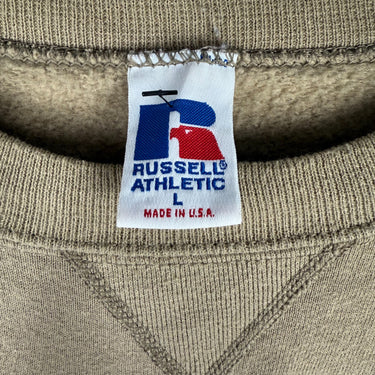 RUSSELL®
ATHLETIC
L
MADE IN U.S.A.